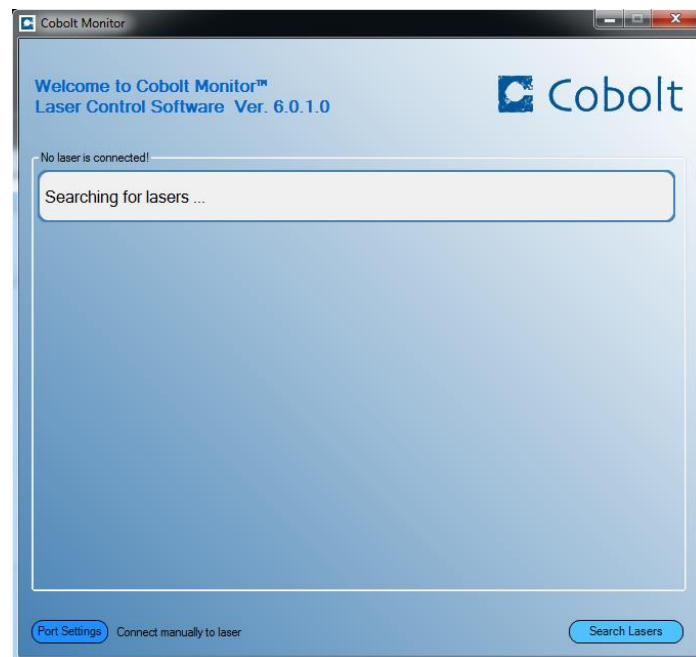 Cobolt Monitor
Welcome to Cobolt Monitor™
Laser Control Software Ver. 6.0.1.0
Cobolt
No laser is connected!
Searching for lasers ...
Port Settings
Connect manually to laser
Search Lasers